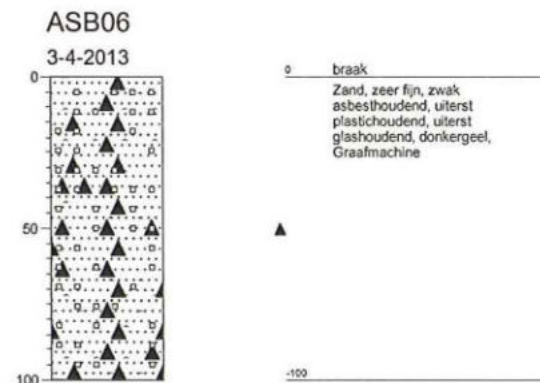 ASB06
3-4-2013
0
0 braak
Zand, zeer fijn, zwak
asbesthoudend, uiterst
plastichoudend, uiterst
glashoudend, donkergeel,
Graafmachine
50
100
-100